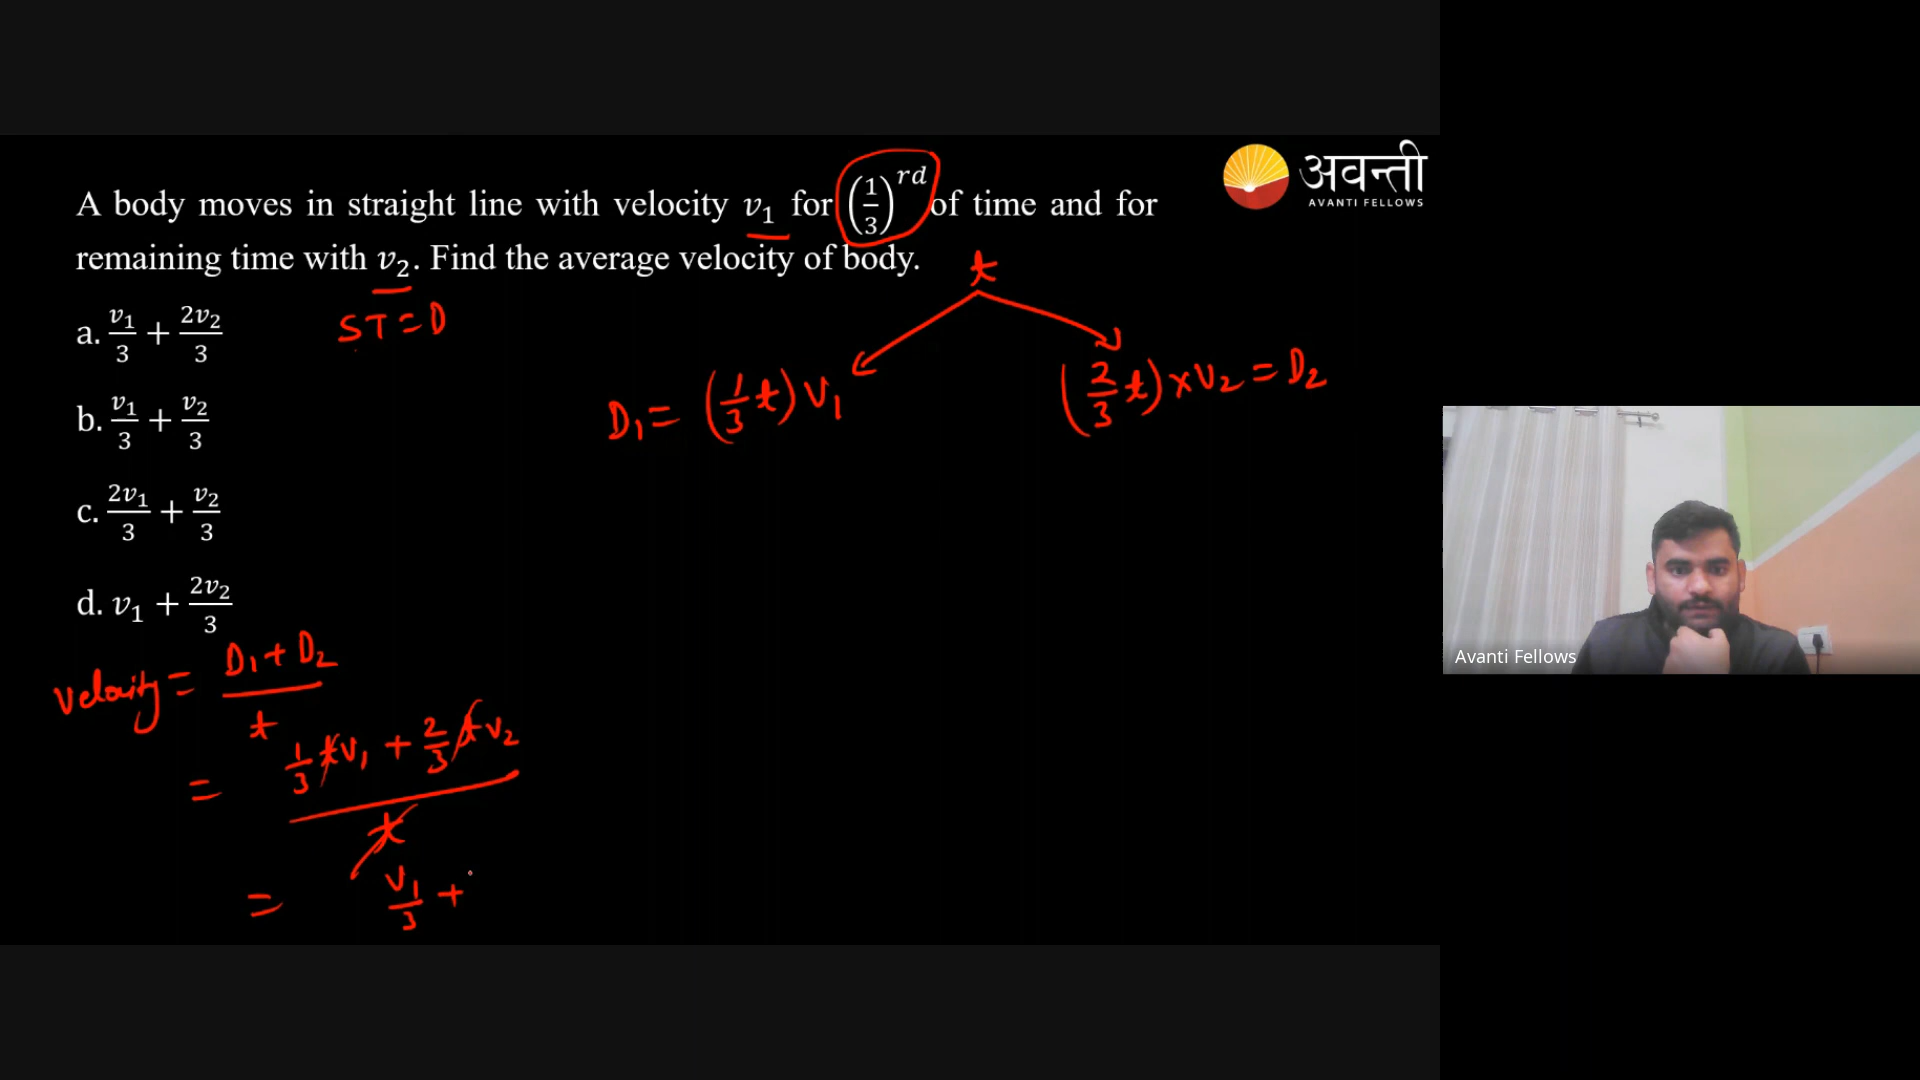 अवन्ती
AVANTI FELLOWS
A body moves in straight line with velocity v₁ for (1/3)^rd of time and for
remaining time with v₂. Find the average velocity of body.
a. v₁/3 + 2v₂/3
b. v₁/3 + v₂/3
c. 2v₁/3 + v₂/3
d. v₁ + 2v₂/3
ST = D
t
D₁ = (1/3 t) V₁
(2/3 t) × V₂ = D₂
velocity = (D₁ + D₂)/t
= (1/3 t V₁ + 2/3 t V₂)/t
= V₁/3 +
Avanti Fellows